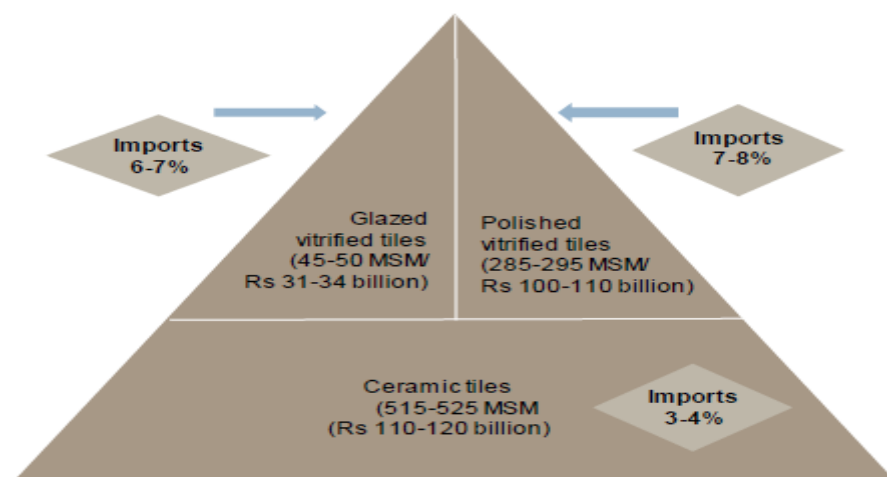 Imports
6-7%
Imports
7-8%
Glazed
vitrified tiles
(45-50 MSM/
Rs 31-34 billion)
Polished
vitrified tiles
(285-295 MSM/
Rs 100-110 billion)
Ceramic tiles
(515-525 MSM
(Rs 110-120 billion)
Imports
3-4%